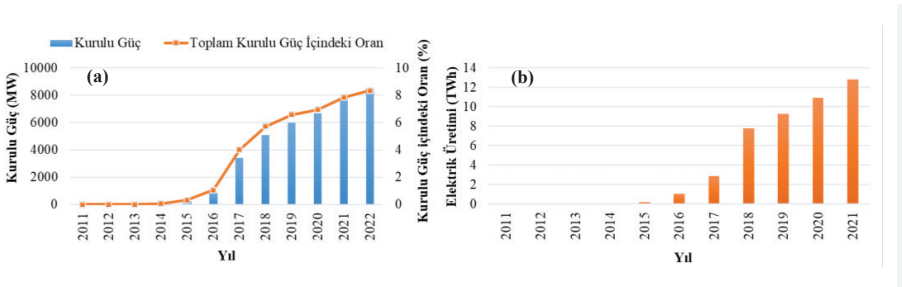 Kurulu Güç Toplam Kurulu Güç İçindeki Oran
(a)
Kurulu Güç (MW)
10000
8000
6000
4000
2000
0
2011 2012 2013 2014 2015 2016 2017 2018 2019 2020 2021 2022
Yıl
10
8
6
4
2
0
Kurulu Güç içindeki Oran (%)
(b)
Elektrik Üretimi (TWh)
14
12
10
8
6
4
2
0
2011 2012 2013 2014 2015 2016 2017 2018 2019 2020 2021
Yıl